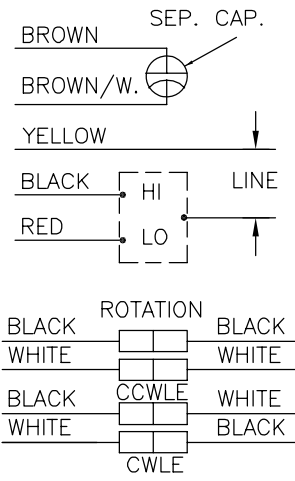 SEP. CAP.
BROWN
BROWN/W.
YELLOW
BLACK HI LINE
RED LO
ROTATION
BLACK BLACK
WHITE WHITE
CCWLE
BLACK WHITE
WHITE BLACK
CWLE